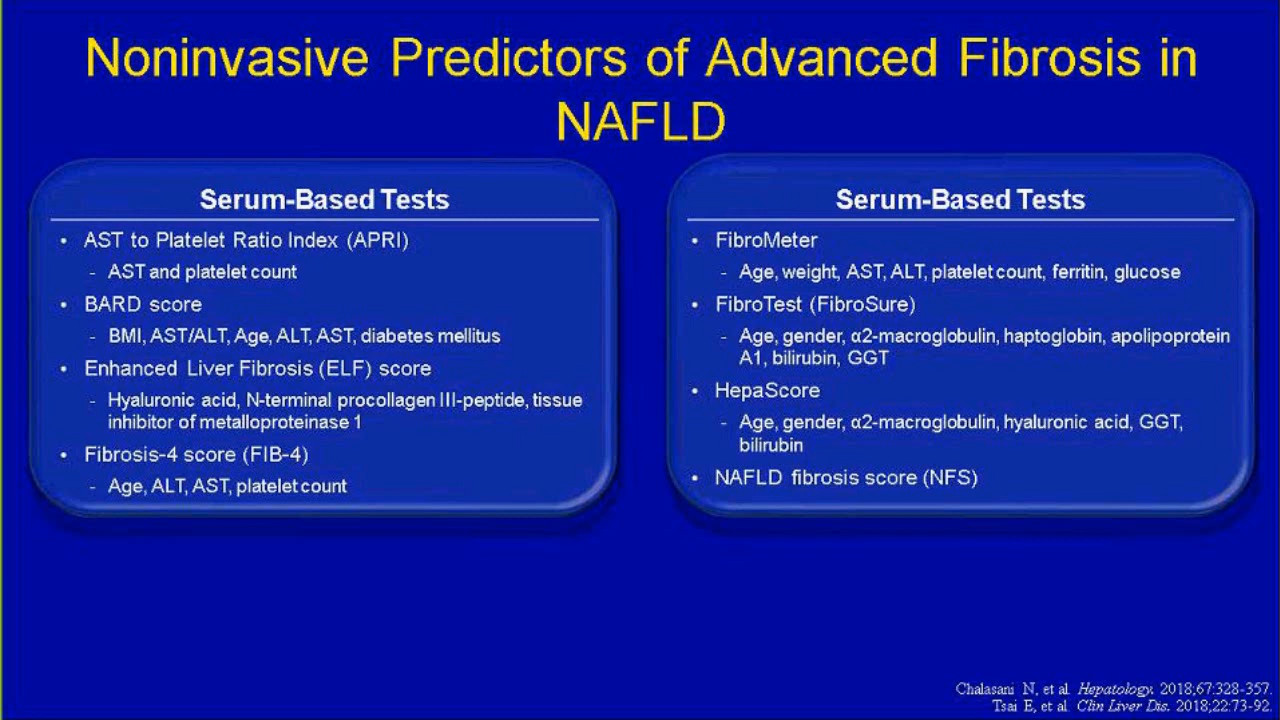 Noninvasive Predictors of Advanced Fibrosis in
NAFLD
Serum-Based Tests
• AST to Platelet Ratio Index (APRI)
- AST and platelet count
• BARD score
- BMI, AST/ALT, Age, ALT, AST, diabetes mellitus
• Enhanced Liver Fibrosis (ELF) score
- Hyaluronic acid, N-terminal procollagen III-peptide, tissue
inhibitor of metalloproteinase 1
• Fibrosis-4 score (FIB-4)
- Age, ALT, AST, platelet count
Serum-Based Tests
• FibroMeter
- Age, weight, AST, ALT, platelet count, ferritin, glucose
• FibroTest (FibroSure)
- Age, gender, α2-macroglobulin, haptoglobin, apolipoprotein
A1, bilirubin, GGT
• HepaScore
- Age, gender, α2-macroglobulin, hyaluronic acid, GGT,
bilirubin
• NAFLD fibrosis score (NFS)
Chalasani N, et al. Hepatology. 2018;67:328-357.
Tsai E, et al. Clin Liver Dis. 2018;22:73-92.